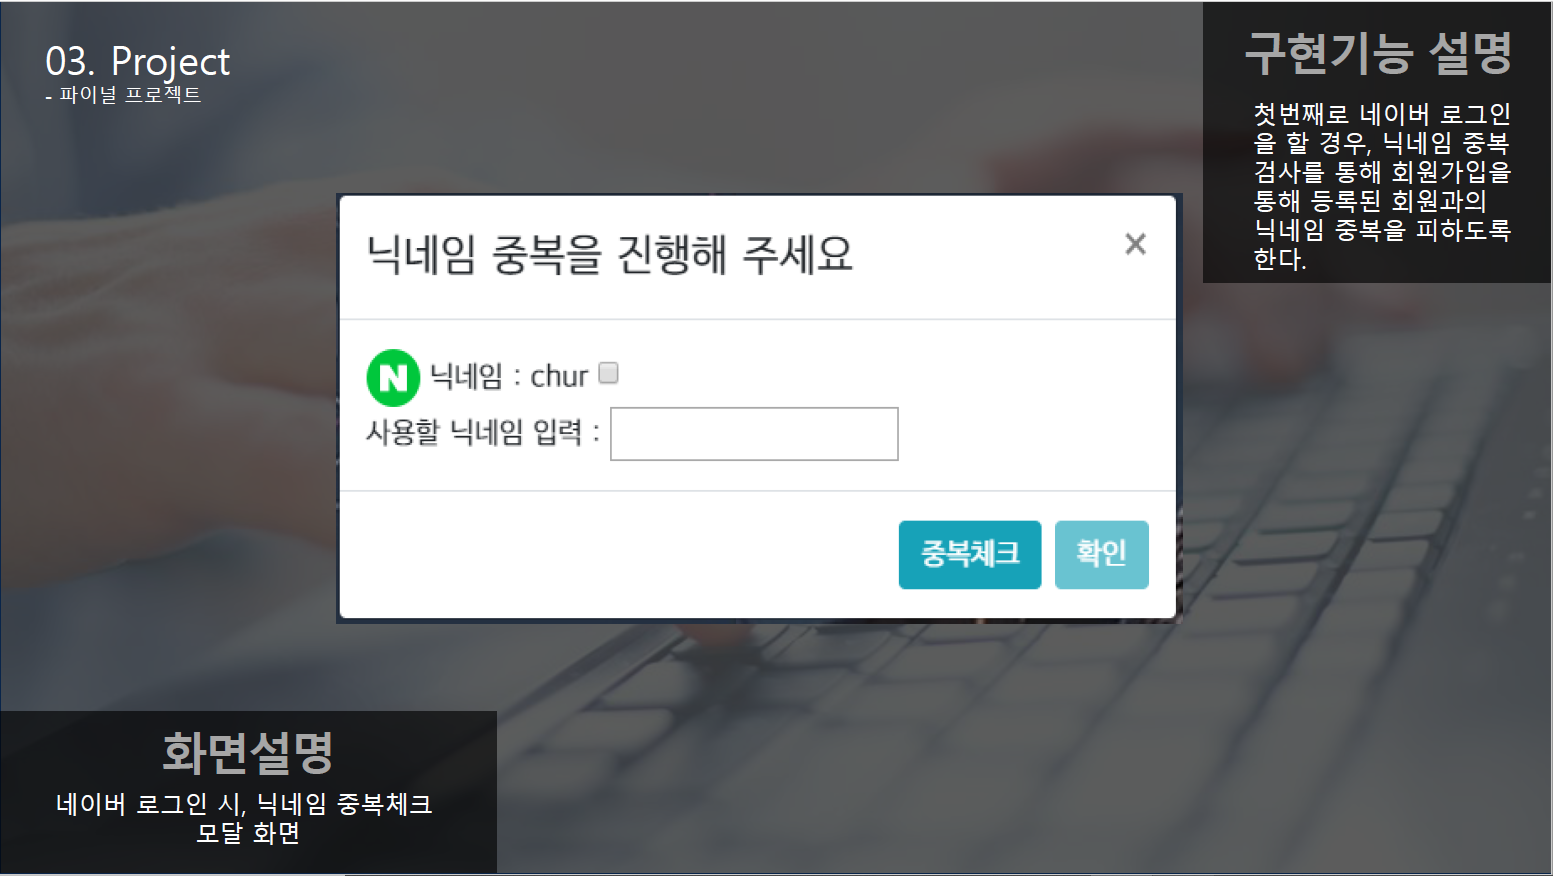 03. Project
- 파이널 프로젝트
구현기능 설명
첫번째로 네이버 로그인
을 할 경우, 닉네임 중복
검사를 통해 회원가입을
통해 등록된 회원과의
닉네임 중복을 피하도록
한다.
닉네임 중복을 진행해 주세요
×
N 닉네임 : chur
사용할 닉네임 입력 :
중복체크 확인
화면설명
네이버 로그인 시, 닉네임 중복체크
모달 화면